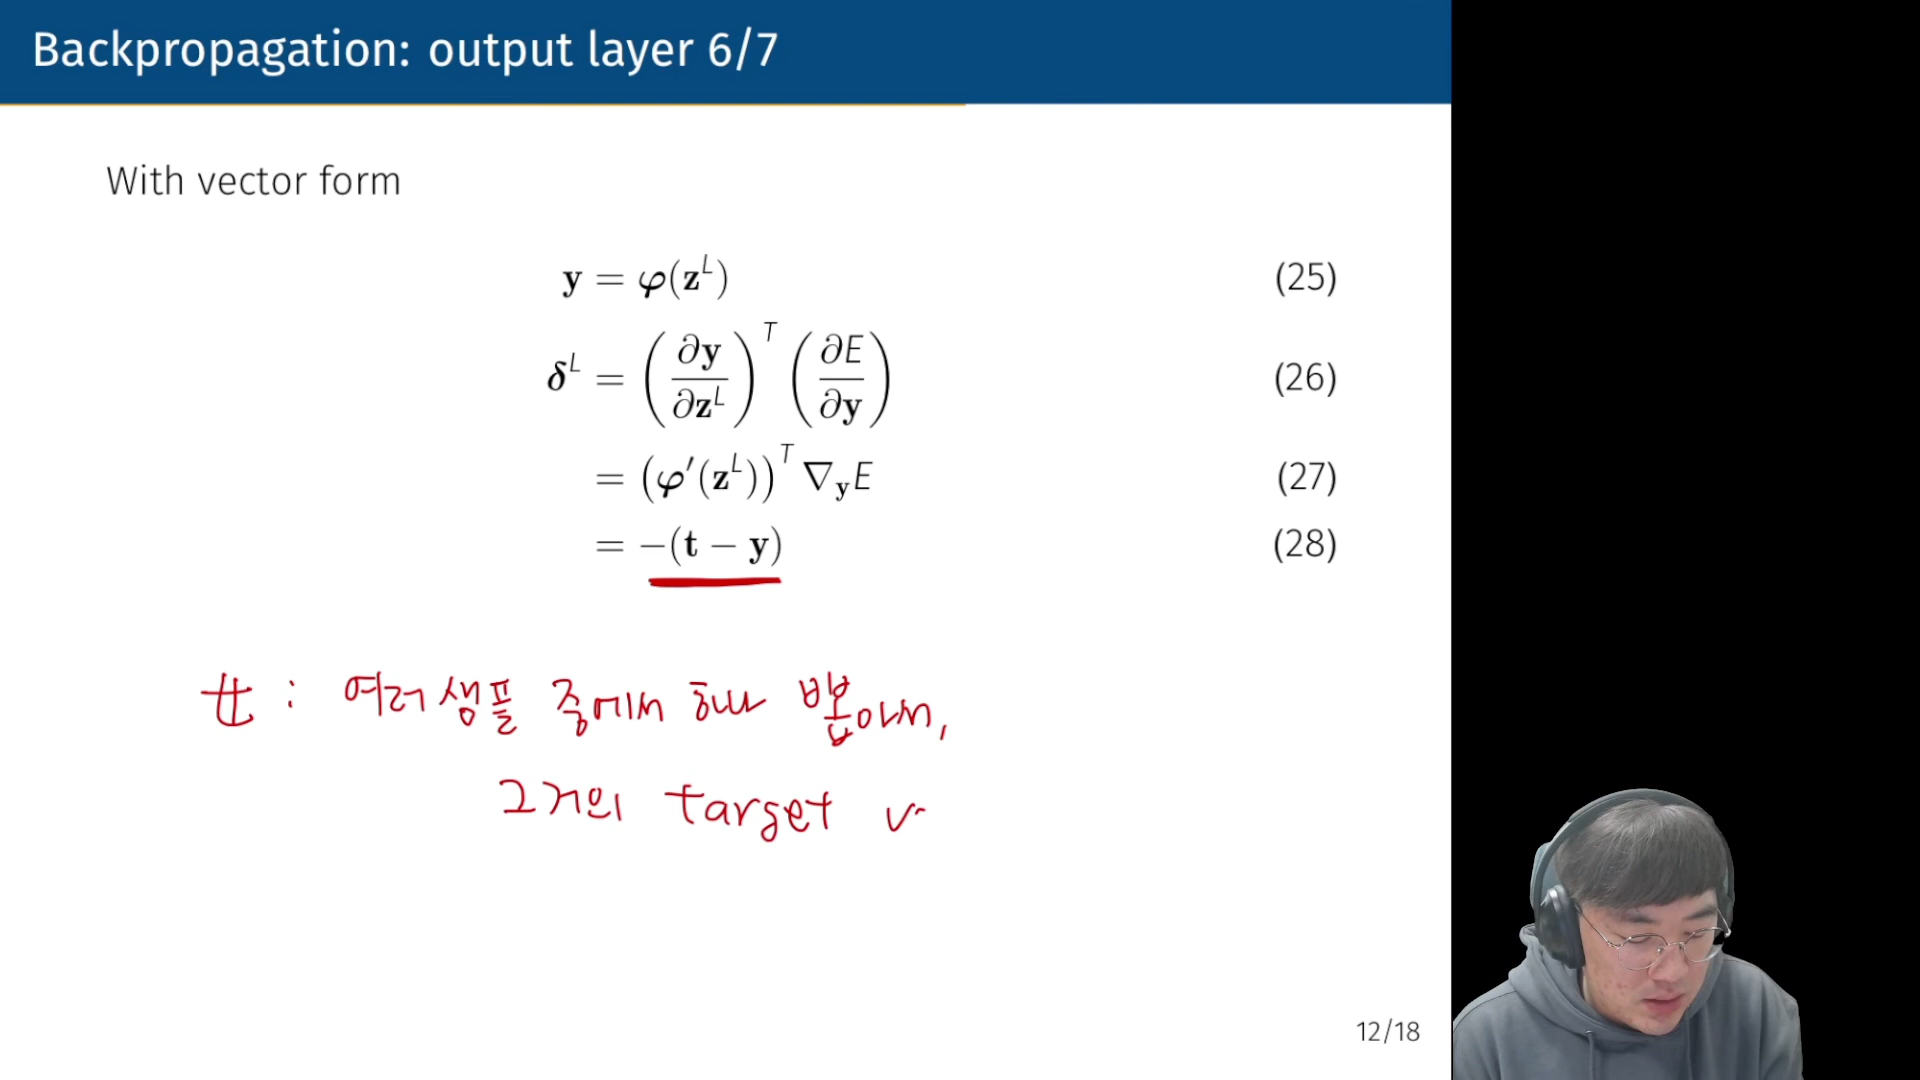 Backpropagation: output layer 6/7
With vector form
y = φ(z^L) (25)
δ^L = (∂y/∂z^L)^T (∂E/∂y) (26)
= (φ′(z^L))^T ∇_y E (27)
= −(t − y) (28)
t : 여러 샘플 중에서 하나 뽑아서,
그거의 target v
12/18